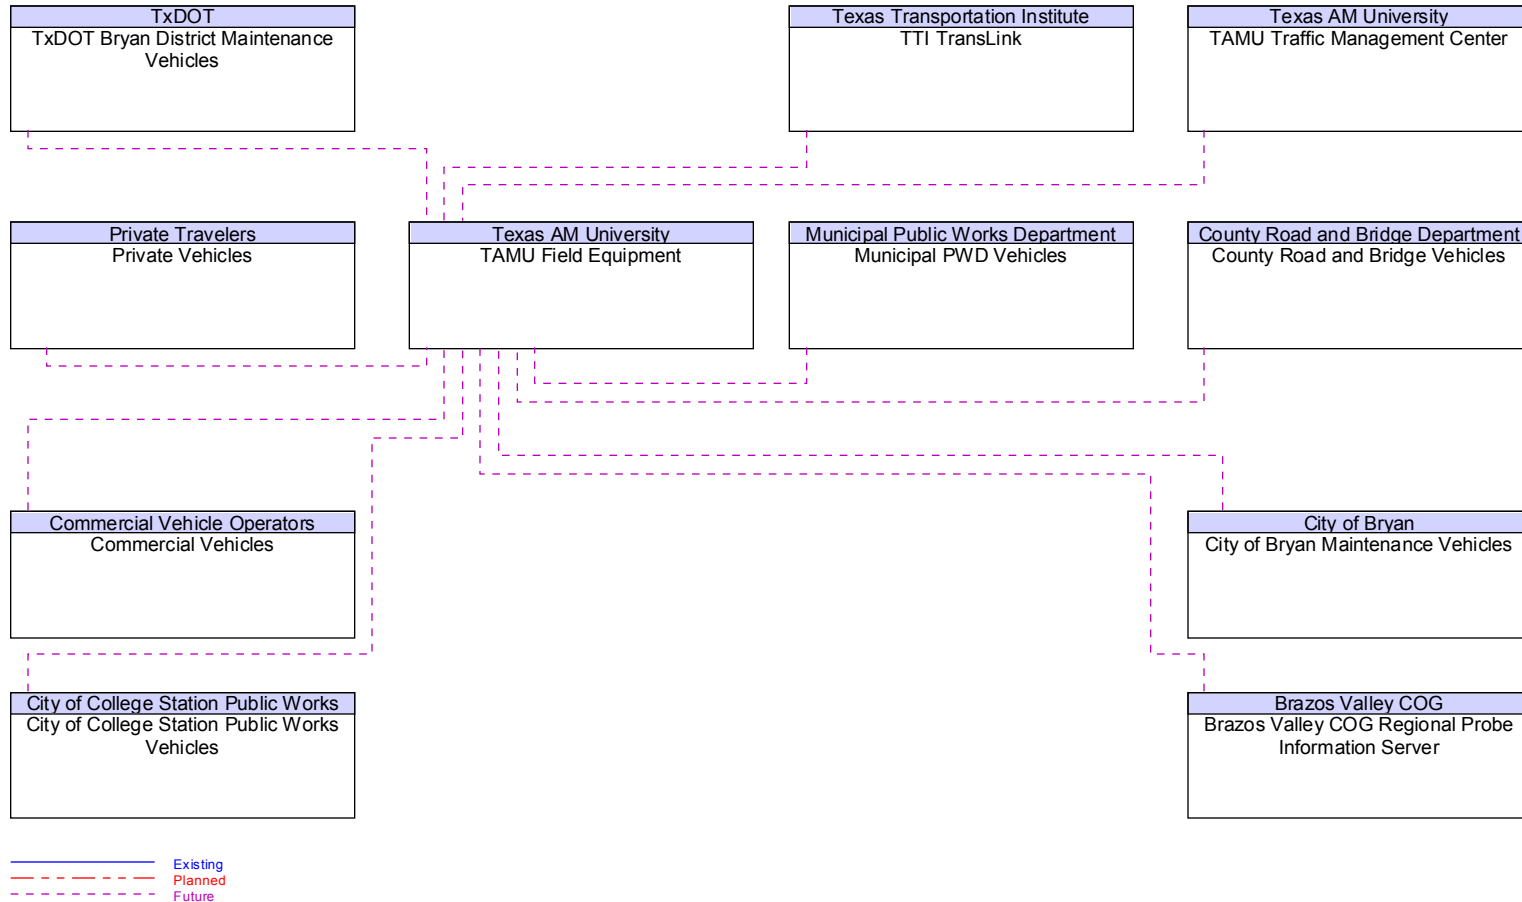 TxDOT
TxDOT Bryan District Maintenance
Vehicles
Texas Transportation Institute
TTI TransLink
Texas AM University
TAMU Traffic Management Center
Private Travelers
Private Vehicles
Texas AM University
TAMU Field Equipment
Municipal Public Works Department
Municipal PWD Vehicles
County Road and Bridge Department
County Road and Bridge Vehicles
Commercial Vehicle Operators
Commercial Vehicles
City of Bryan
City of Bryan Maintenance Vehicles
City of College Station Public Works
City of College Station Public Works
Vehicles
Brazos Valley COG
Brazos Valley COG Regional Probe
Information Server
Existing
Planned
Future